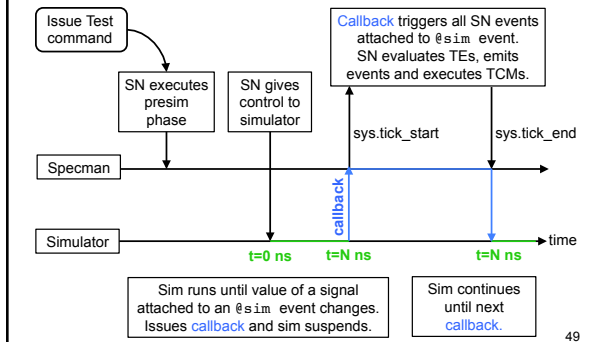 Issue Test
command
SN executes
presim
phase
SN gives
control to
simulator
Callback triggers all SN events
attached to @sim event.
SN evaluates TEs, emits
events and executes TCMs.
sys.tick_start
sys.tick_end
Specman
callback
Simulator
time
t=0 ns
t=N ns
t=N ns
Sim runs until value of a signal
attached to an @sim event changes.
Issues callback and sim suspends.
Sim continues
until next
callback.
49